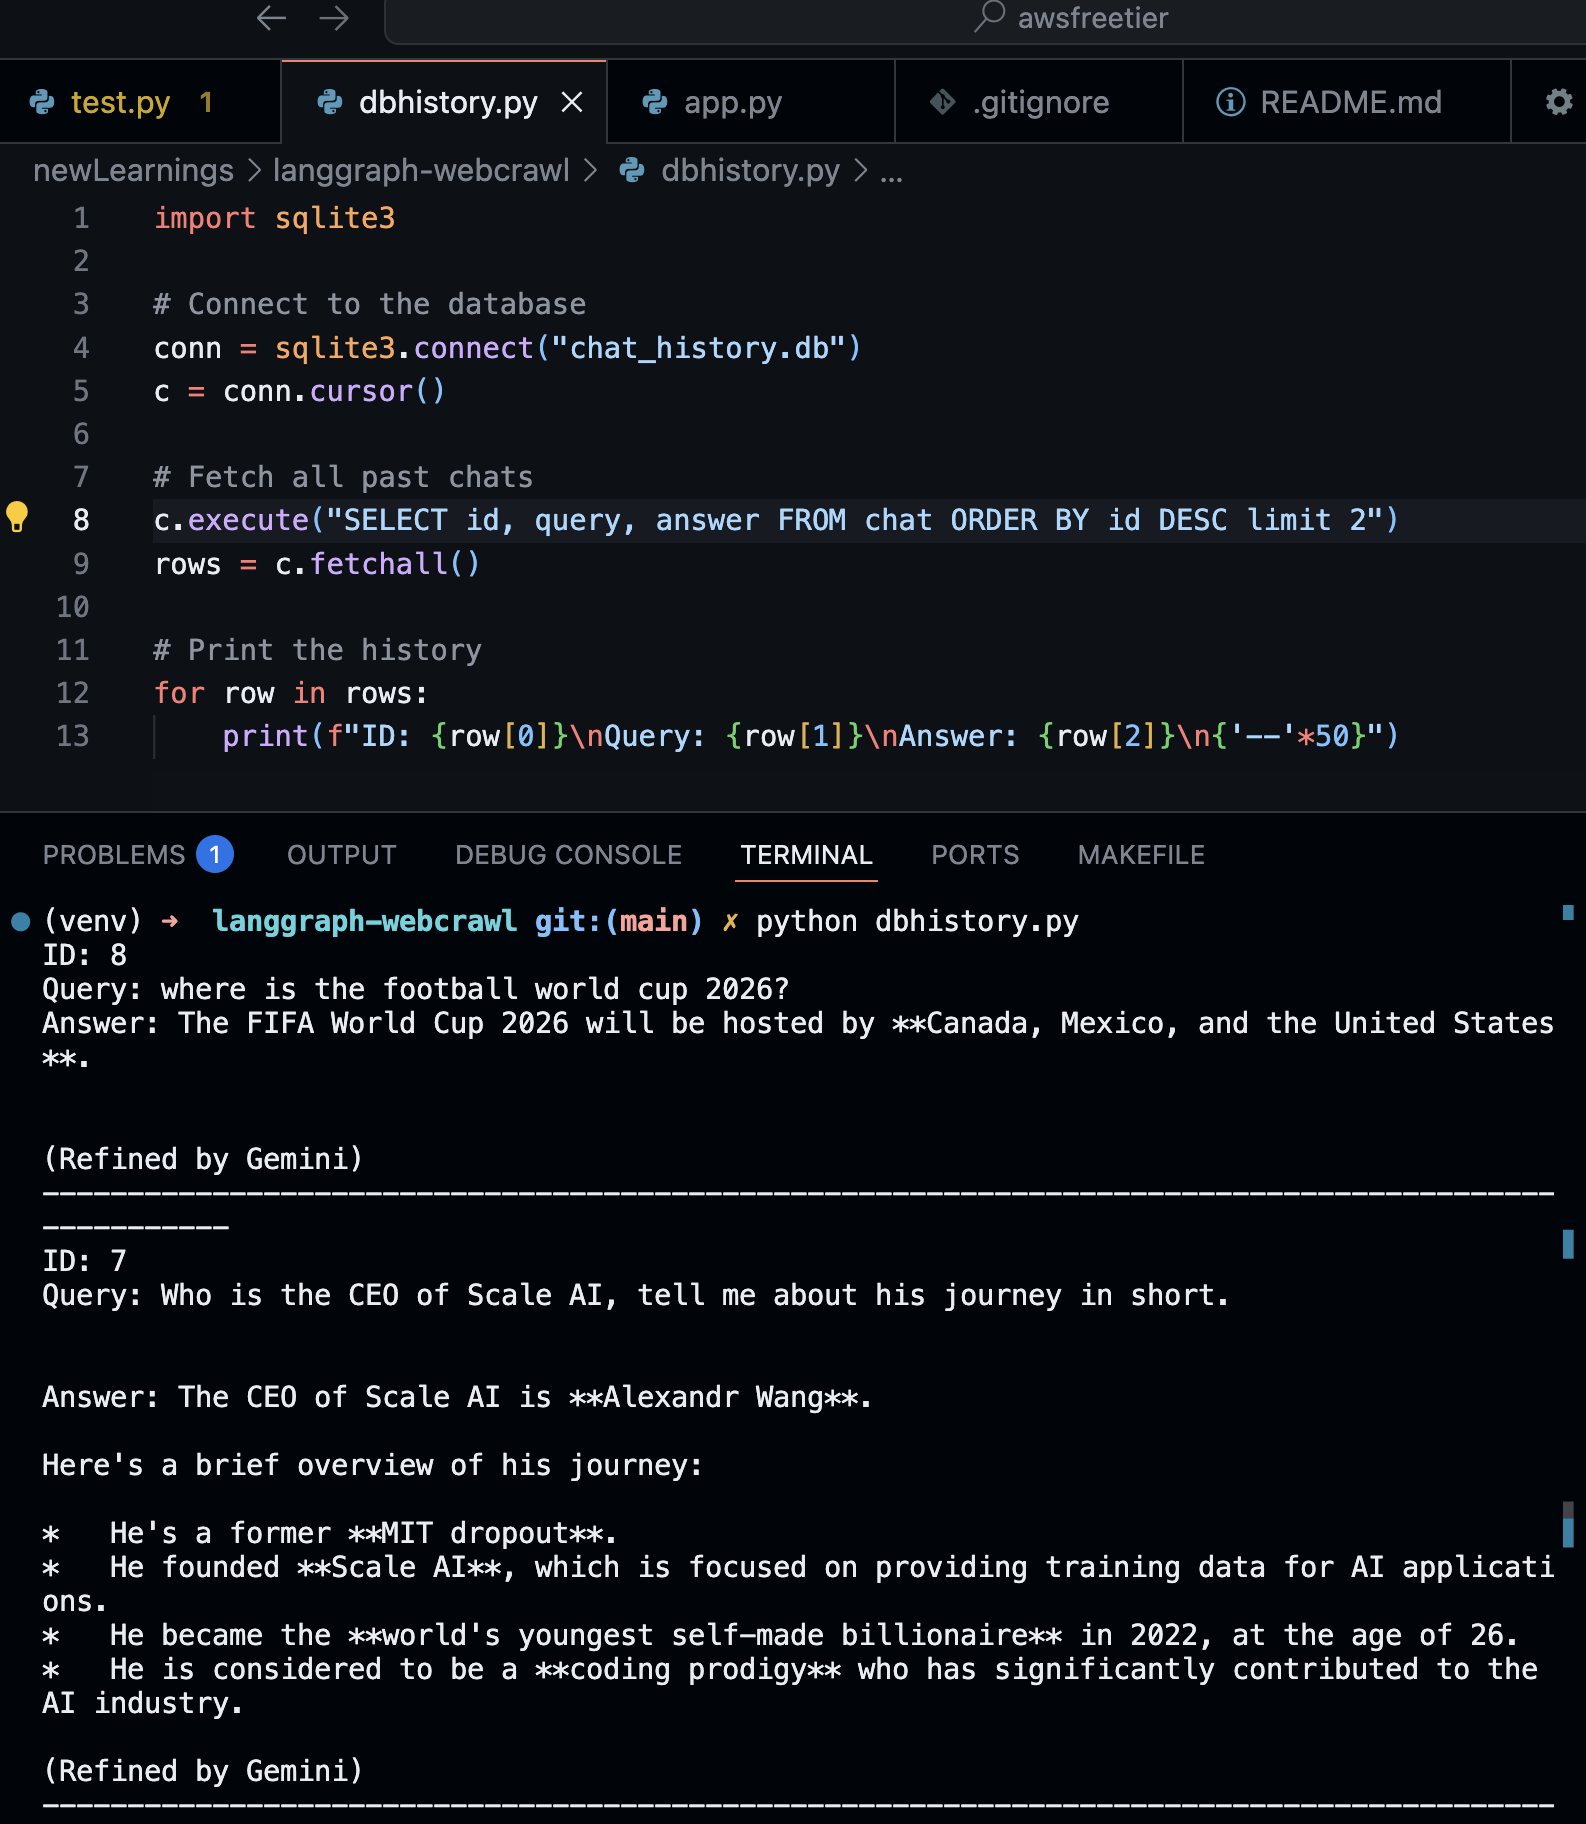 awsfreetier
test.py 1 dbhistory.py app.py .gitignore README.md
newLearnings > langgraph-webcrawl > dbhistory.py > ...
1 import sqlite3
2
3 # Connect to the database
4 conn = sqlite3.connect("chat_history.db")
5 c = conn.cursor()
6
7 # Fetch all past chats
8 c.execute("SELECT id, query, answer FROM chat ORDER BY id DESC limit 2")
9 rows = c.fetchall()
10
11 # Print the history
12 for row in rows:
13     print(f"ID: {row[0]}\nQuery: {row[1]}\nAnswer: {row[2]}\n{'--'*50}")
PROBLEMS 1 OUTPUT DEBUG CONSOLE TERMINAL PORTS MAKEFILE
(venv) ➜  langgraph-webcrawl git:(main) ✗ python dbhistory.py
ID: 8
Query: where is the football world cup 2026?
Answer: The FIFA World Cup 2026 will be hosted by **Canada, Mexico, and the United States
**.
(Refined by Gemini)
-----------------------------------------------------------------------------------------
-----------
ID: 7
Query: Who is the CEO of Scale AI, tell me about his journey in short.
Answer: The CEO of Scale AI is **Alexandr Wang**.
Here's a brief overview of his journey:
*   He's a former **MIT dropout**.
*   He founded **Scale AI**, which is focused on providing training data for AI applicati
ons.
*   He became the **world's youngest self-made billionaire** in 2022, at the age of 26.
*   He is considered to be a **coding prodigy** who has significantly contributed to the
AI industry.
(Refined by Gemini)
-----------------------------------------------------------------------------------------